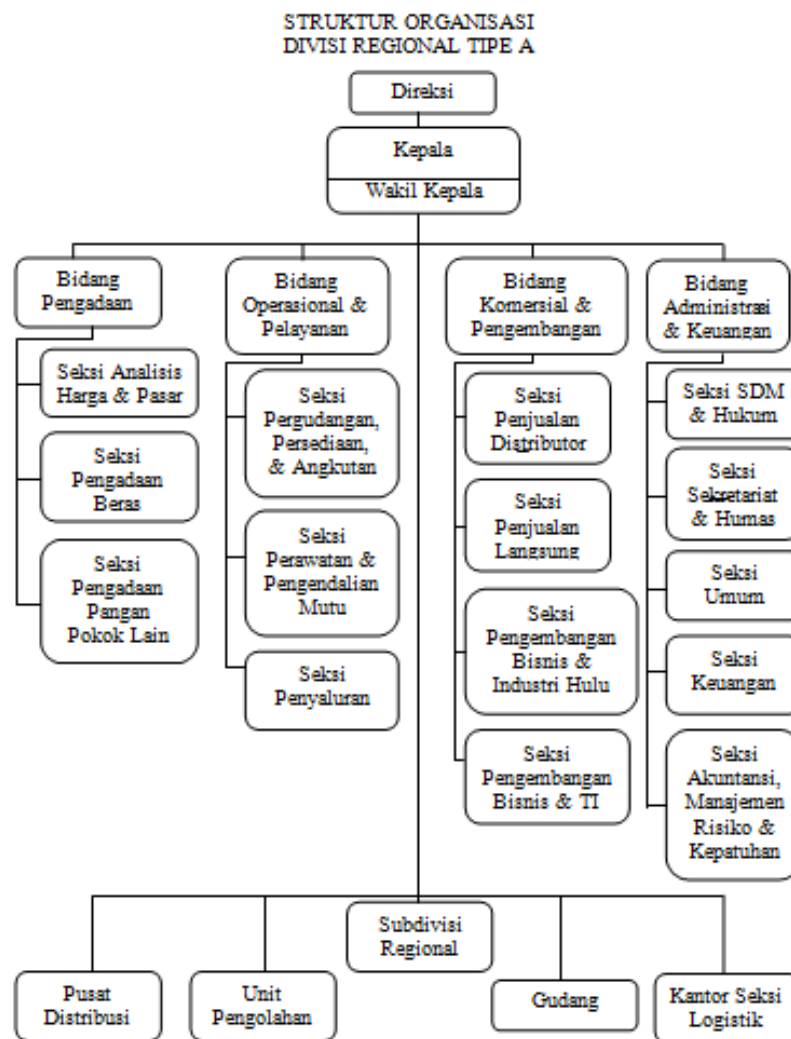 STRUKTUR ORGANISASI
DIVISI REGIONAL TIPE A
Direksi
Kepala
Wakil Kepala
Bidang
Pengadaan
Seksi Analisis
Harga & Pasar
Seksi
Pengadaan
Beras
Seksi
Pengadaan
Pangan
Pokok Lain
Bidang
Operasional &
Pelayanan
Seksi
Pergudangan,
Persediaan,
& Angkutan
Seksi
Perawatan &
Pengendalian
Mutu
Seksi
Penyaluran
Bidang
Komersial &
Pengembangan
Seksi
Penjualan
Distributor
Seksi
Penjualan
Langsung
Seksi
Pengembangan
Bisnis &
Industri Hulu
Seksi
Pengembangan
Bisnis & TI
Bidang
Administrasi
& Keuangan
Seksi SDM
& Hukum
Seksi
Sekretariat
& Humas
Seksi
Umum
Seksi
Keuangan
Seksi
Akuntansi,
Manajemen
Risiko &
Kepatuhan
Subdivisi
Regional
Pusat
Distribusi
Unit
Pengolahan
Gudang
Kantor Seksi
Logistik